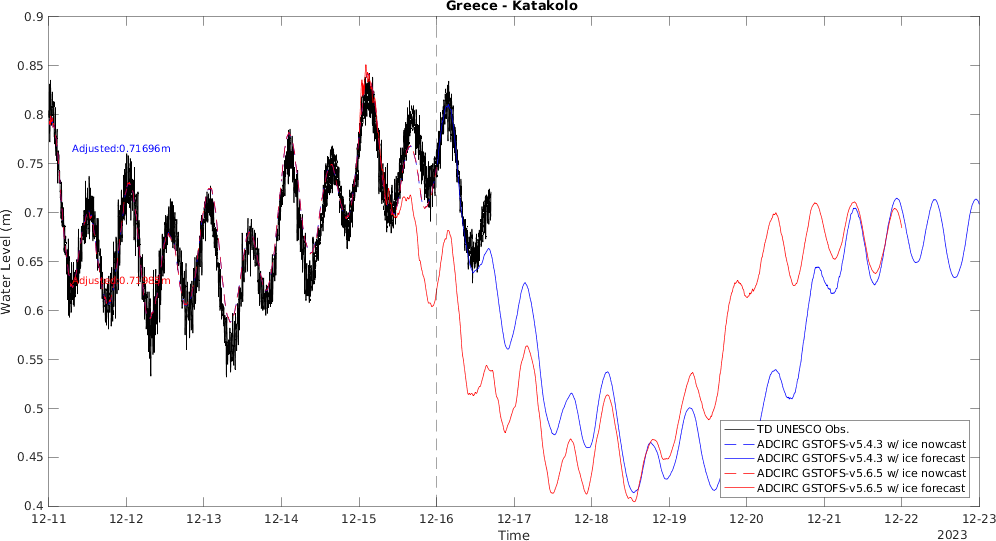 Greece - Katakolo
0.9
0.85
0.8
0.75
0.7
0.65
0.6
0.55
0.5
0.45
0.4
Water Level (m)
Adjusted:0.71696m
TD UNESCO Obs.
ADCIRC GSTOFS-v5.4.3 w/ ice nowcast
ADCIRC GSTOFS-v5.4.3 w/ ice forecast
ADCIRC GSTOFS-v5.6.5 w/ ice nowcast
ADCIRC GSTOFS-v5.6.5 w/ ice forecast
12-11 12-12 12-13 12-14 12-15 12-16 12-17 12-18 12-19 12-20 12-21 12-22 12-23
Time
2023